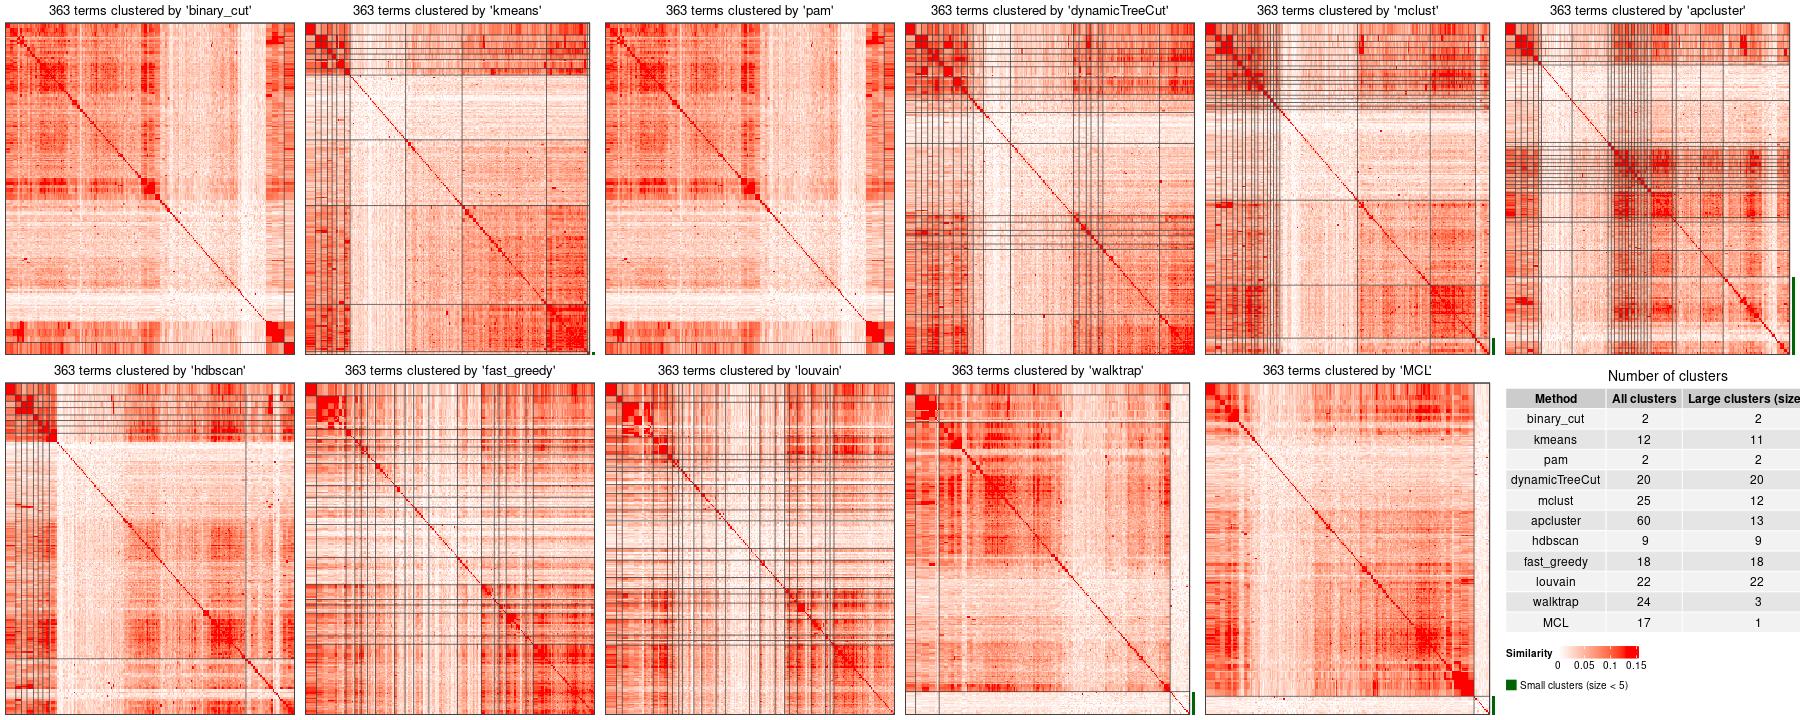 363 terms clustered by 'binary_cut'
363 terms clustered by 'kmeans'
363 terms clustered by 'pam'
363 terms clustered by 'dynamicTreeCut'
363 terms clustered by 'mclust'
363 terms clustered by 'apcluster'
363 terms clustered by 'hdbscan'
363 terms clustered by 'fast_greedy'
363 terms clustered by 'louvain'
363 terms clustered by 'walktrap'
363 terms clustered by 'MCL'
Number of clusters
Method All clusters Large clusters (size
binary_cut 2 2
kmeans 12 11
pam 2 2
dynamicTreeCut 20 20
mclust 25 12
apcluster 60 13
hdbscan 9 9
fast_greedy 18 18
louvain 22 22
walktrap 24 3
MCL 17 1
Similarity
0 0.05 0.1 0.15
Small clusters (size < 5)